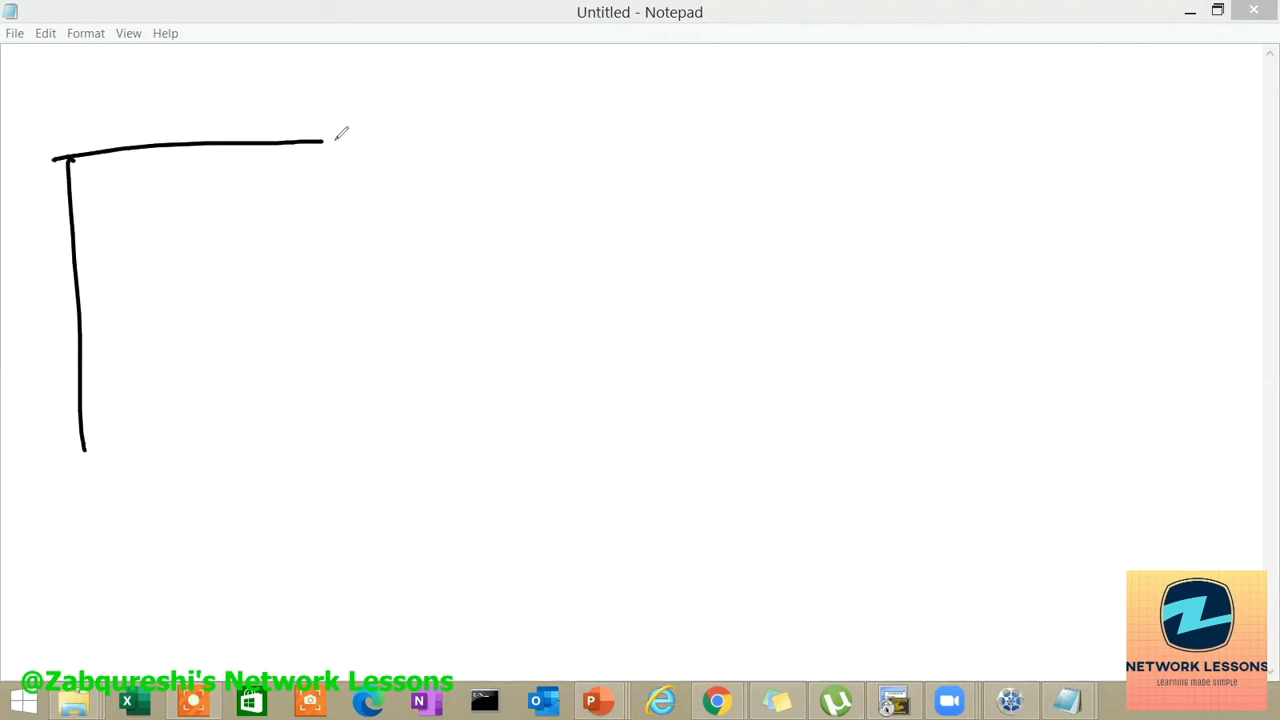 Untitled - Notepad
File Edit Format View Help
@Zabqureshi's Network Lessons
NETWORK LESSONS
Learning made simple